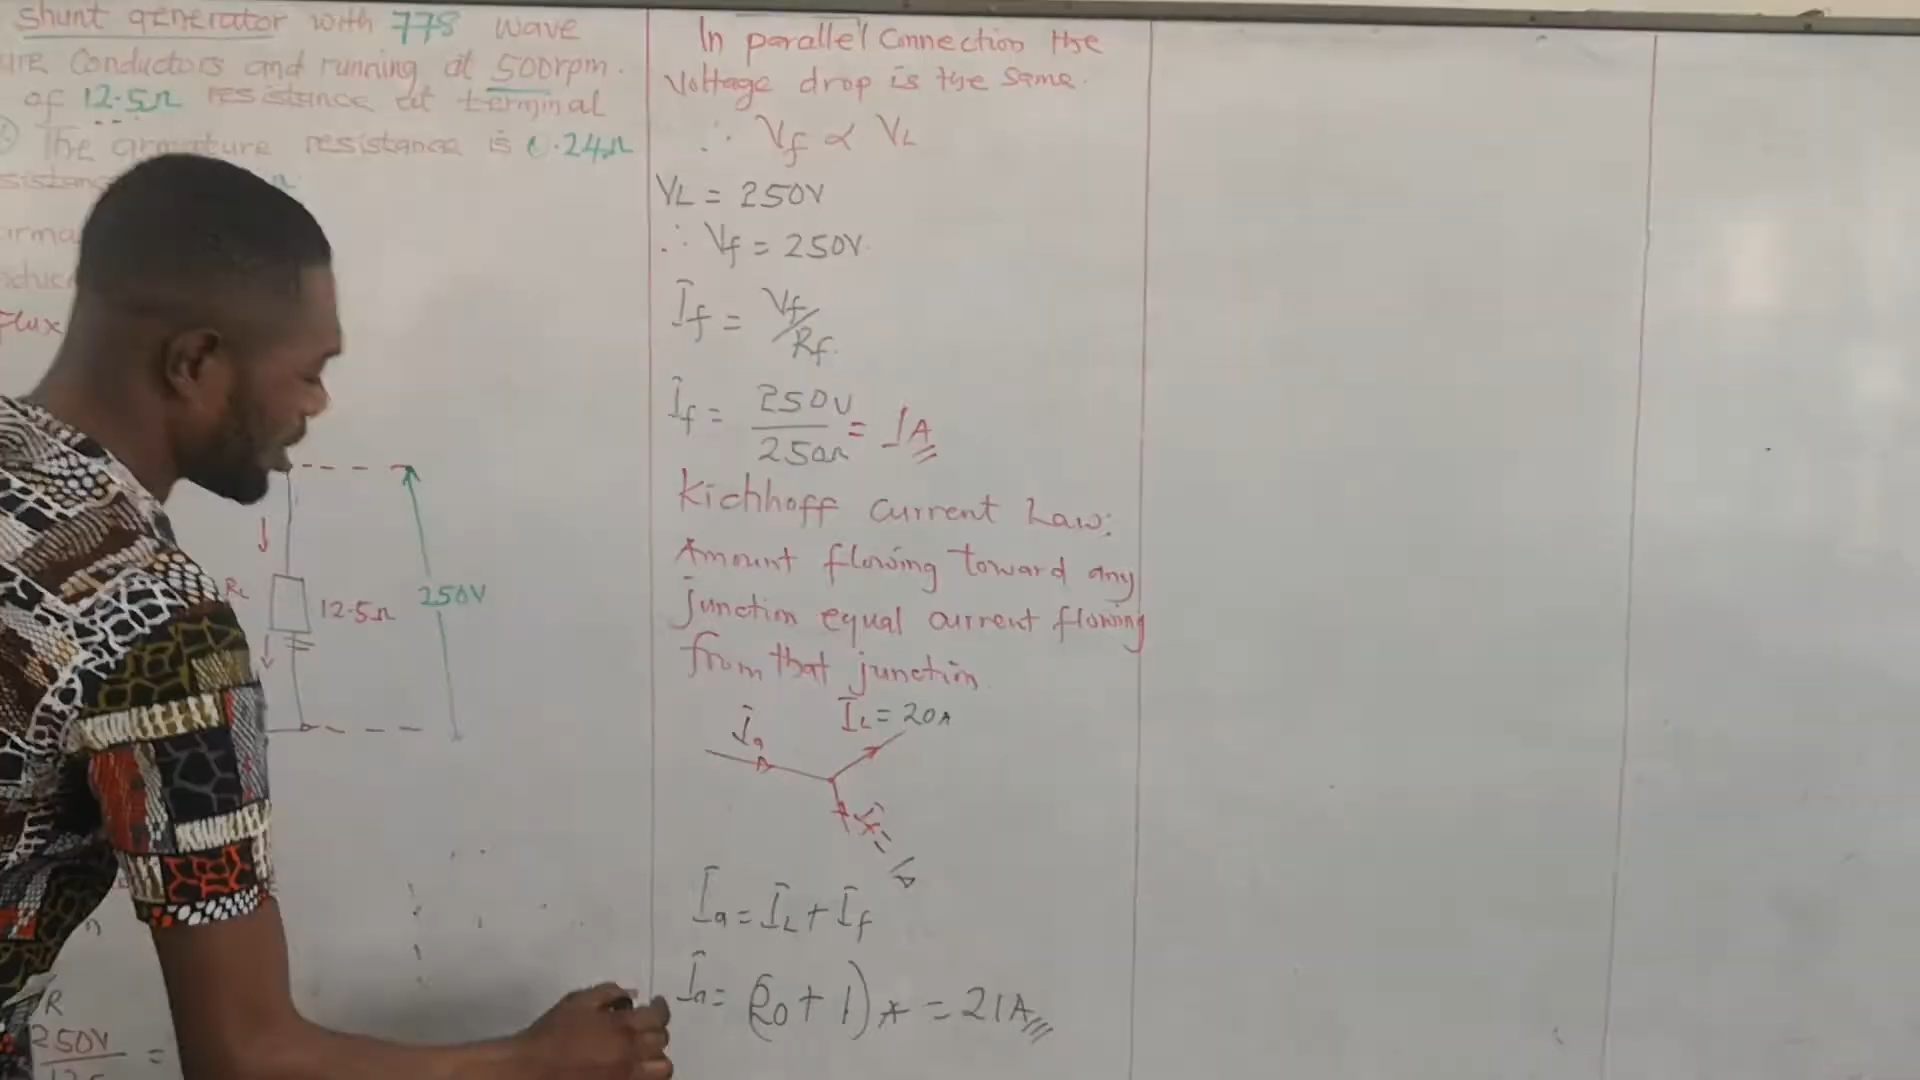 shunt generator with 778 wave
ure Conductors and running at 500rpm.
of 12.5Ω resistance at terminal
The armature resistance is 0.24Ω
Flux
RL
12.5Ω
250V
R
250V
=
In parallel Connection the
Voltage drop is the same.
∴ Vf ∝ VL
VL = 250V
∴ Vf = 250V.
If = Vf/Rf.
If = 250V/250Ω = 1A
Kichhoff Current Law:
Amount flowing toward any
junction equal current flowing
from that junction.
IL = 20A
Ia
Ia = IL + If
Ia = (20 + 1)A = 21A